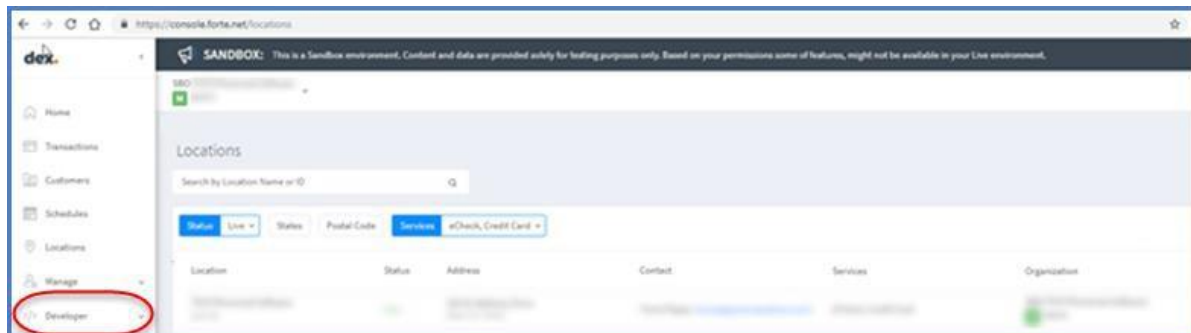 https://console.forte.net/locations
dex.
SANDBOX: This is a Sandbox environment. Content and data are provided solely for testing purposes only. Based on your permissions some of features, might not be available in your Live environment.
SBO
M
Home
Transactions
Locations
Customers
Search by Location Name or ID
Schedules
Status Live States Postal Code Services eCheck, Credit Card
Locations
Manage
Location Status Address Contact Services Organization
Developer